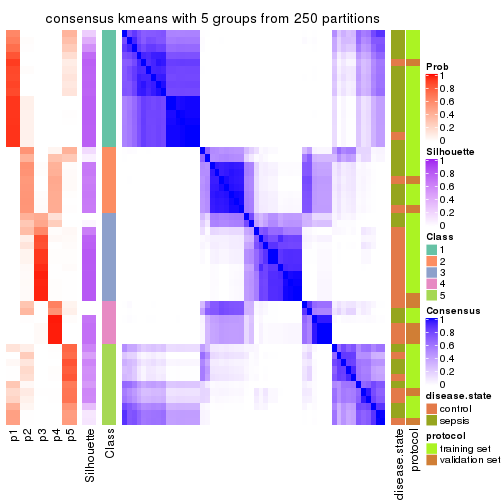 consensus kmeans with 5 groups from 250 partitions
Prob
1
0.8
0.6
0.4
0.2
0
Silhouette
1
0.8
0.6
0.4
0.2
0
Class
1
2
3
4
5
Consensus
1
0.8
0.6
0.4
0.2
0
disease.state
control
sepsis
protocol
training set
validation set
p1
p2
p3
p4
p5
Silhouette
Class
disease.state
protocol